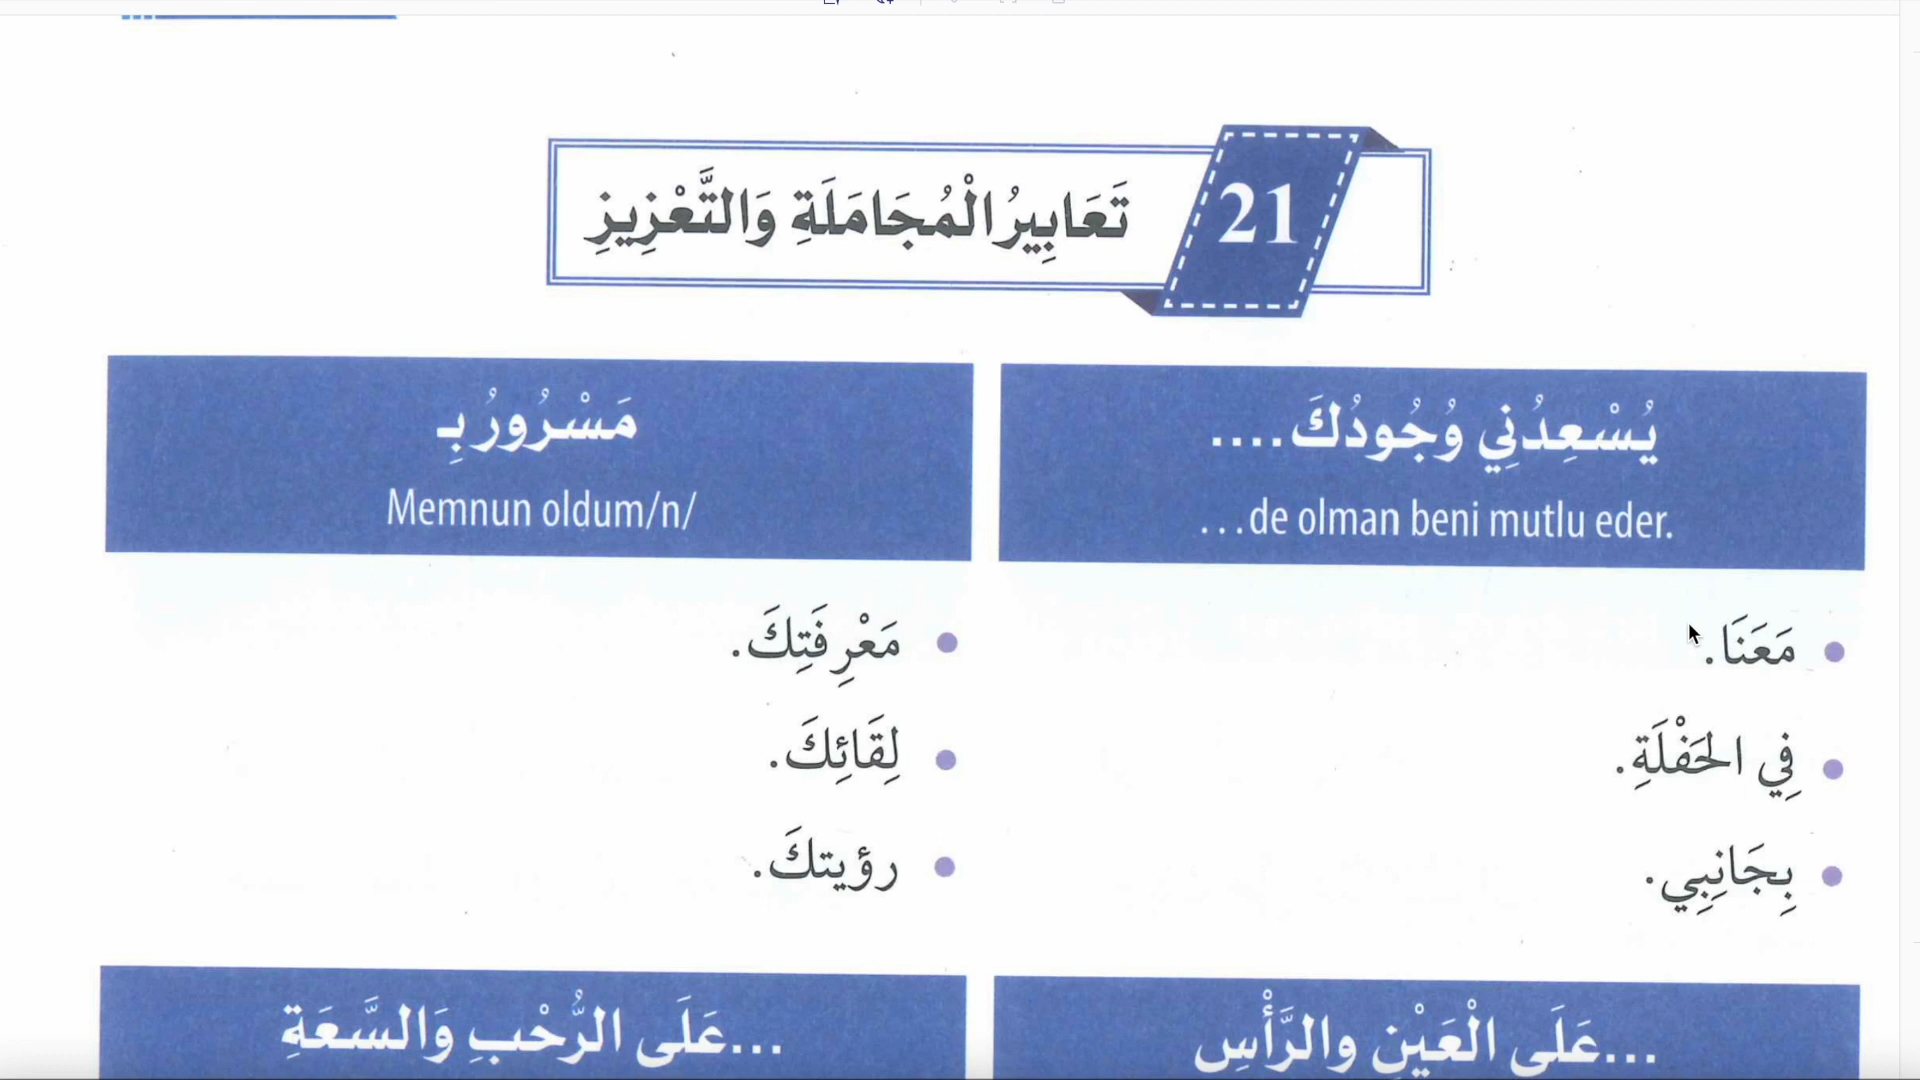 21
تَعَابِيرُ الْمُجَامَلَةِ وَالتَّعْزِيزِ
يُسْعِدُنِي وُجُودُكَ....
...de olman beni mutlu eder.
مَعَنَا.
فِي الحَفْلَةِ.
بِجَانِبِي.
مَسْرُورُ بِـ
Memnun oldum/n/
مَعْرِفَتِكَ.
لِقَائِكَ.
رؤيتكَ.
...عَلَى الْعَيْنِ والرَّأْسِ
...عَلَى الرُّحْبِ وَالسَّعَةِ